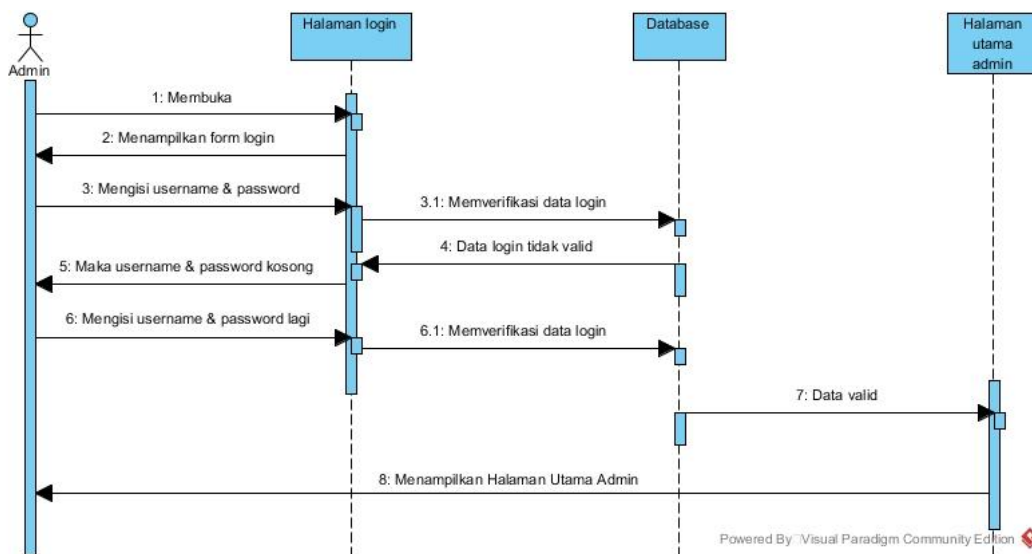 Halaman login
Database
Halaman
utama
admin
Admin
1: Membuka
2: Menampilkan form login
3: Mengisi username & password
3.1: Memverifikasi data login
4: Data login tidak valid
5: Maka username & password kosong
6: Mengisi username & password lagi
6.1: Memverifikasi data login
7: Data valid
8: Menampilkan Halaman Utama Admin
Powered By Visual Paradigm Community Edition